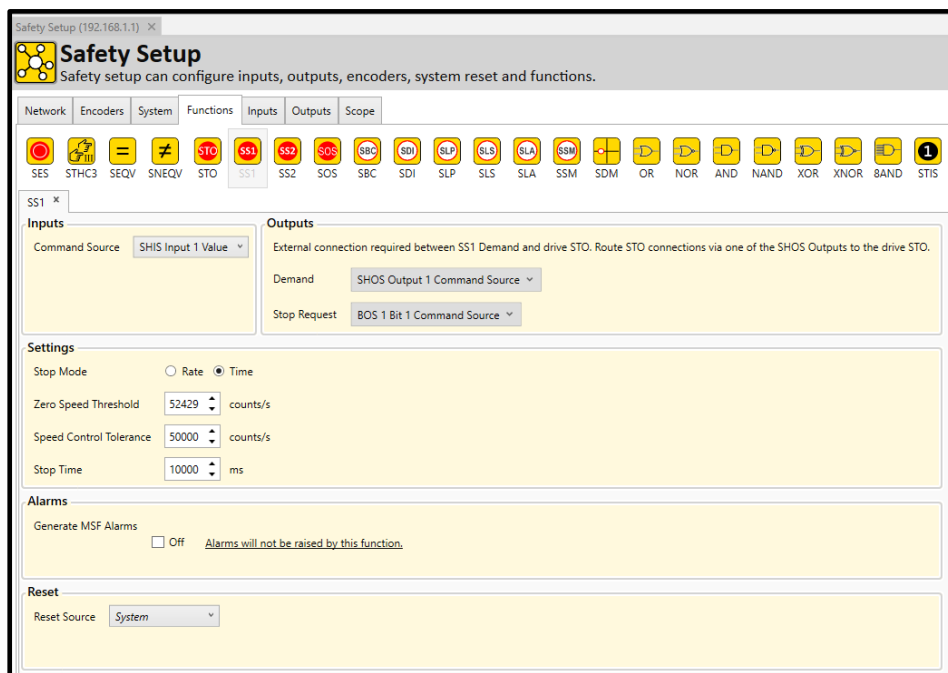 Safety Setup (192.168.1.1) ×
Safety Setup
Safety setup can configure inputs, outputs, encoders, system reset and functions.
Network Encoders System Functions Inputs Outputs Scope
STO SS1 SS2 SOS SBC SDI SLP SLS SLA SSM 1
SES STHC3 SEQV SNEQV STO SS1 SS2 SOS SBC SDI SLP SLS SLA SSM SDM OR NOR AND NAND XOR XNOR 8AND STIS
SS1 ×
Inputs
Command Source SHIS Input 1 Value
Outputs
External connection required between SS1 Demand and drive STO. Route STO connections via one of the SHOS Outputs to the drive STO.
Demand SHOS Output 1 Command Source
Stop Request BOS 1 Bit 1 Command Source
Settings
Stop Mode Rate Time
Zero Speed Threshold 52429 counts/s
Speed Control Tolerance 50000 counts/s
Stop Time 10000 ms
Alarms
Generate MSF Alarms
Off Alarms will not be raised by this function.
Reset
Reset Source System